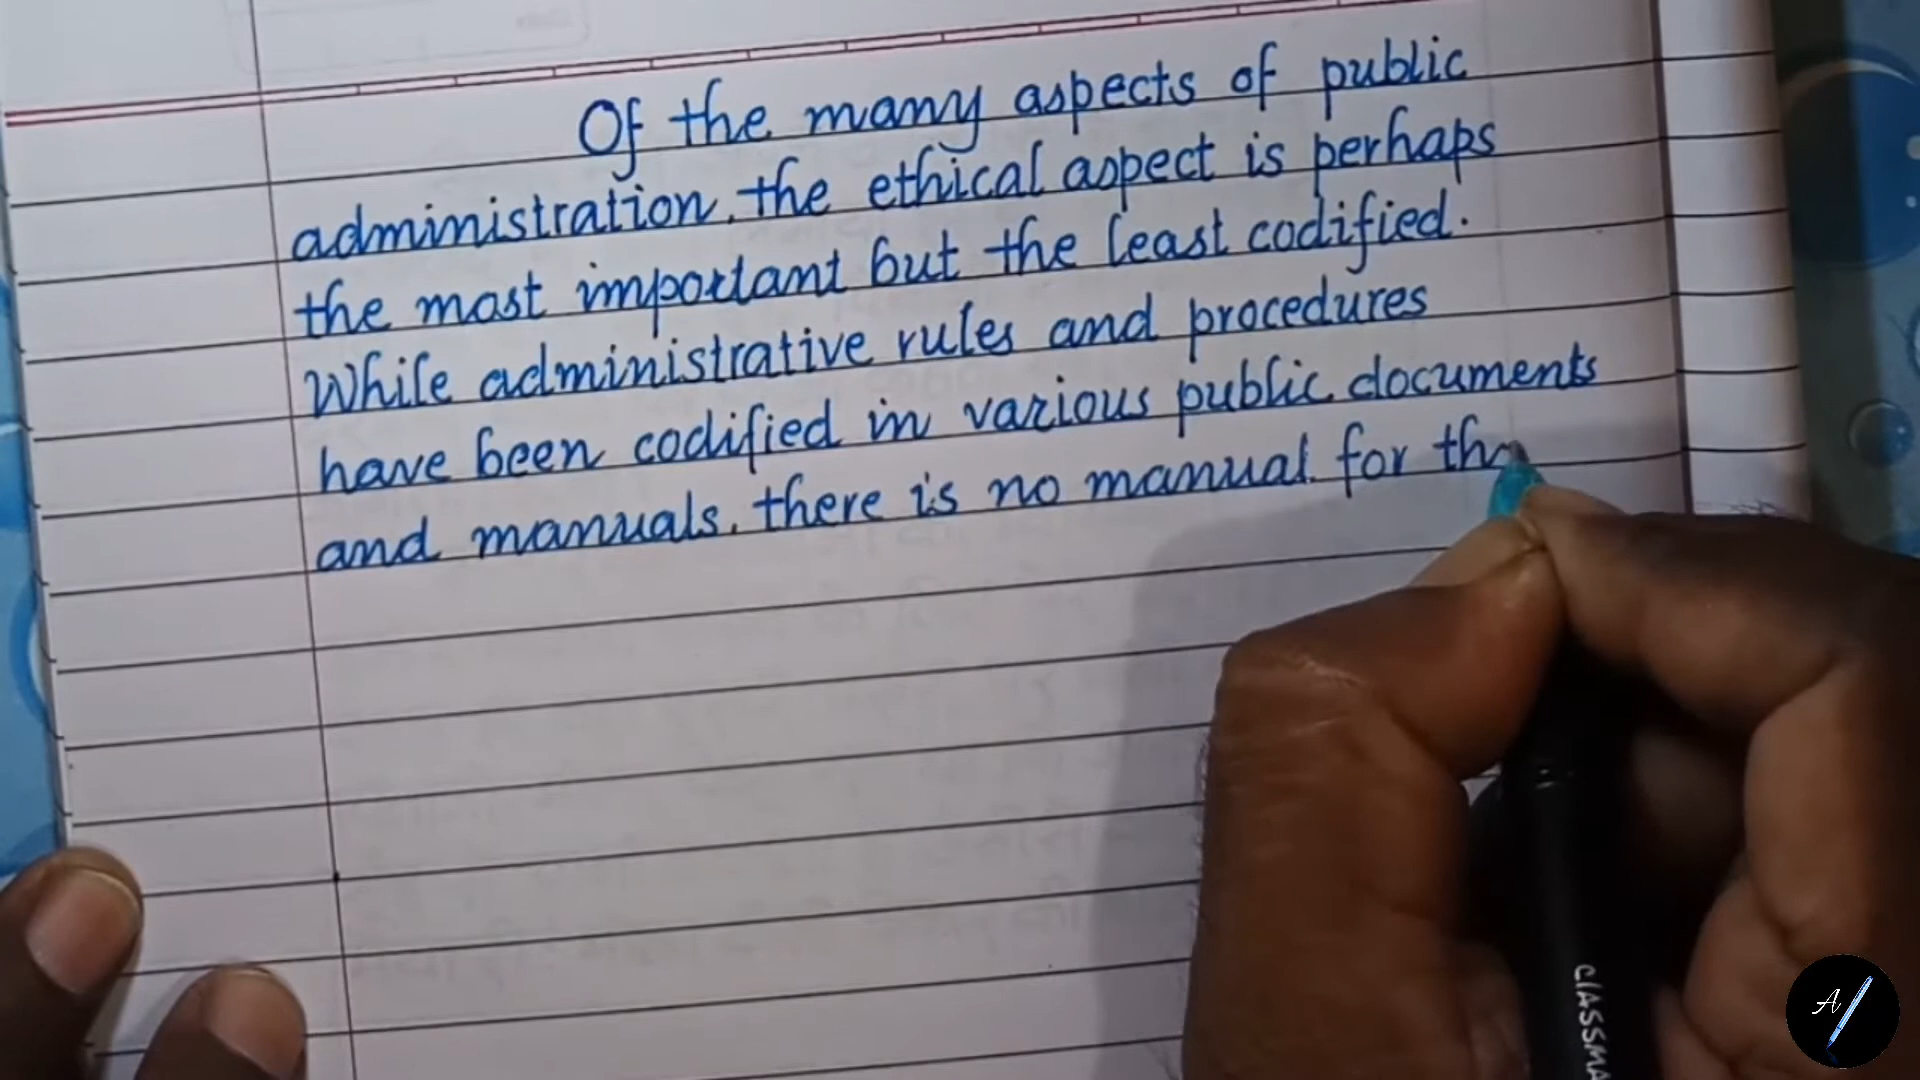 Of the many aspects of public
administration, the ethical aspect is perhaps
the most important but the least codified.
While administrative rules and procedures
have been codified in various public documents
and manuals, there is no manual for
A